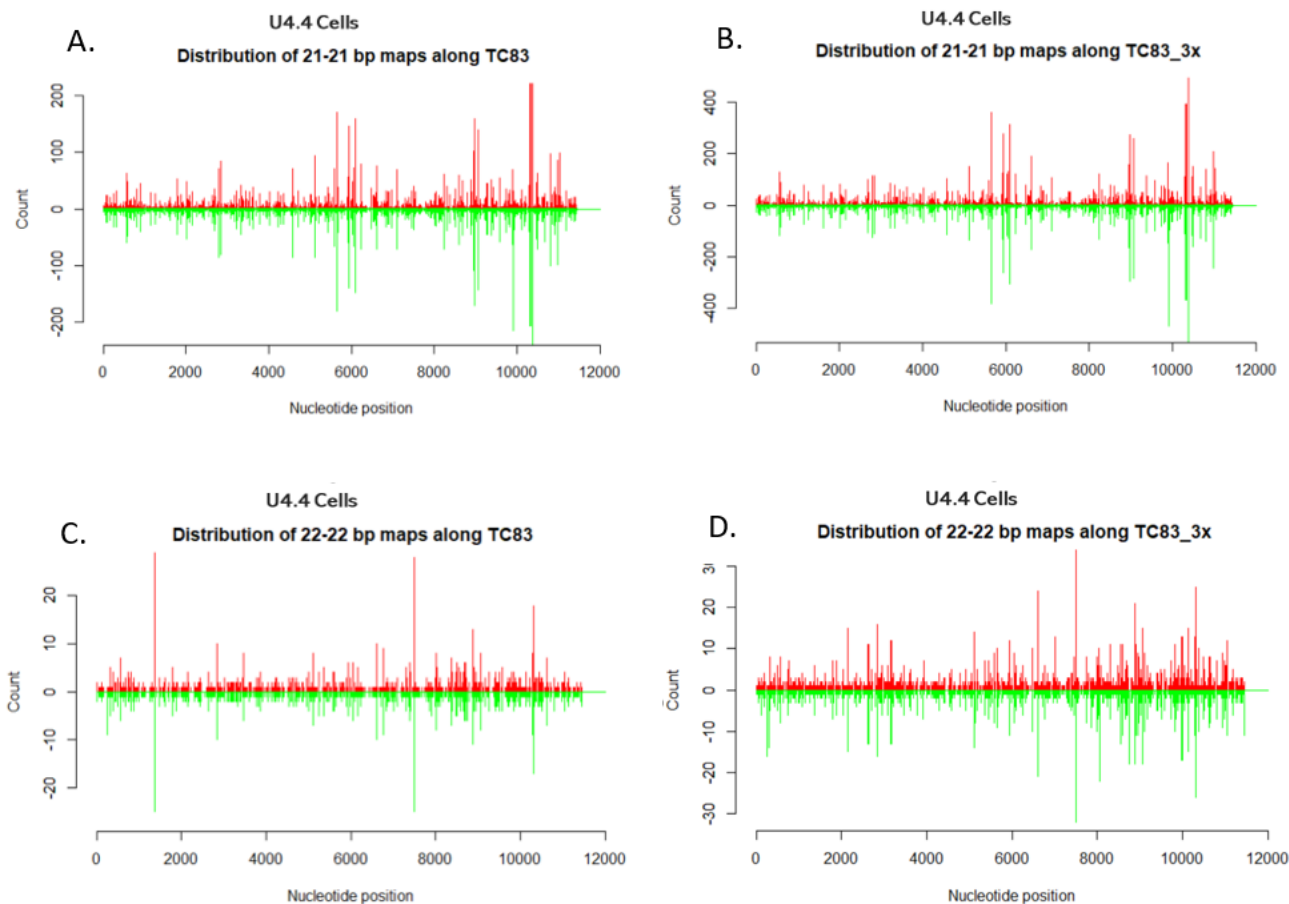 U4.4 Cells
A.
Distribution of 21-21 bp maps along TC83
200
100
0
-100
-200
Count
0 2000 4000 6000 8000 10000 12000
Nucleotide position
U4.4 Cells
B.
Distribution of 21-21 bp maps along TC83_3x
400
200
0
-200
-400
Count
0 2000 4000 6000 8000 10000 12000
Nucleotide position
U4.4 Cells
C.
Distribution of 22-22 bp maps along TC83
20
10
0
-10
-20
Count
0 2000 4000 6000 8000 10000 12000
Nucleotide position
U4.4 Cells
D.
Distribution of 22-22 bp maps along TC83_3x
20
10
0
-10
-20
-30
Count
0 2000 4000 6000 8000 10000 12000
Nucleotide position